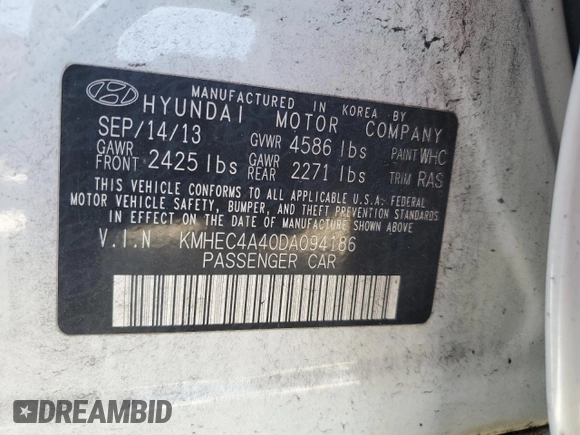 MANUFACTURED IN KOREA BY
HYUNDAI MOTOR COMPANY
SEP/14/13 GVWR 4586 lbs PAINT WHC
GAWR FRONT 2425 lbs GAWR REAR 2271 lbs TRIM RAS
THIS VEHICLE CONFORMS TO ALL APPLICABLE U.S.A. FEDERAL
MOTOR VEHICLE SAFETY, BUMPER, AND THEFT PREVENTION STANDARDS
IN EFFECT ON THE DATE OF MANUFACTURE SHOWN ABOVE.
V.I.N KMHEC4A40DA094186
PASSENGER CAR
DREAMBID